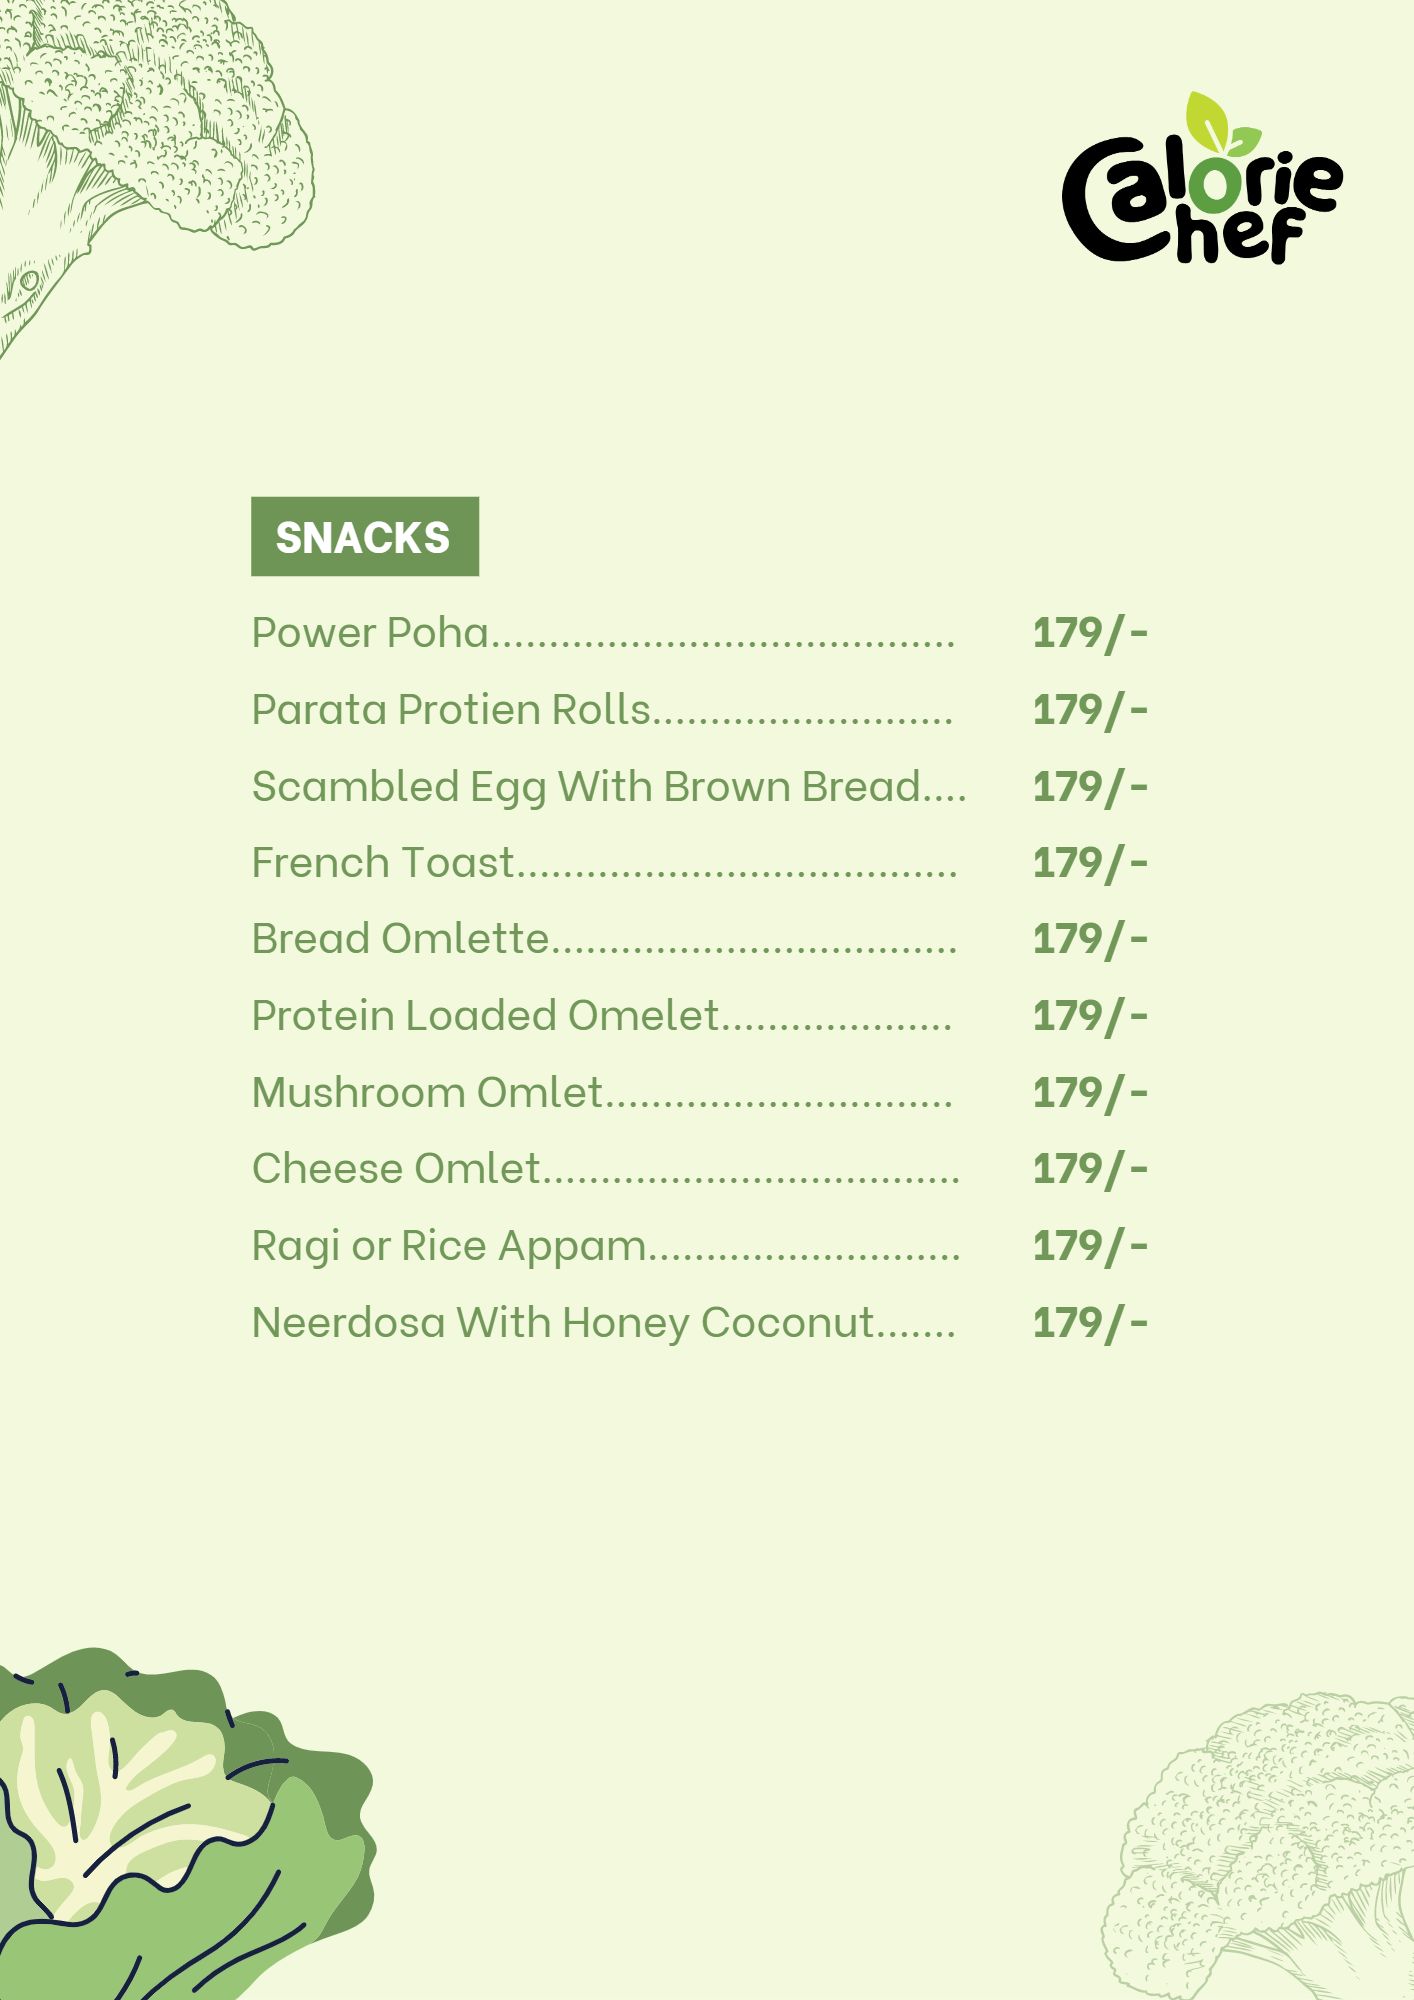 Calorie
Chef
SNACKS
Power Poha........................................ 179/-
Parata Protien Rolls.......................... 179/-
Scambled Egg With Brown Bread.... 179/-
French Toast...................................... 179/-
Bread Omlette................................... 179/-
Protein Loaded Omelet.................... 179/-
Mushroom Omlet.............................. 179/-
Cheese Omlet.................................... 179/-
Ragi or Rice Appam........................... 179/-
Neerdosa With Honey Coconut....... 179/-